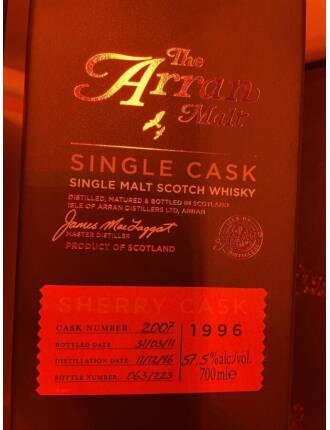 The
Arran
Malt
SINGLE CASK
SINGLE MALT SCOTCH WHISKY
DISTILLED, MATURED & BOTTLED IN SCOTLAND
ISLE OF ARRAN DISTILLERS LTD, ARRAN
James MacTaggart
MASTER DISTILLER
PRODUCT OF SCOTLAND
SHERRY CASK
CASK NUMBER 2007 1996
BOTTLED DATE 31/03/11
DISTILLATION DATE 11/12/96 57.5%alc/vol.
BOTTLE NUMBER 063/223 700mle